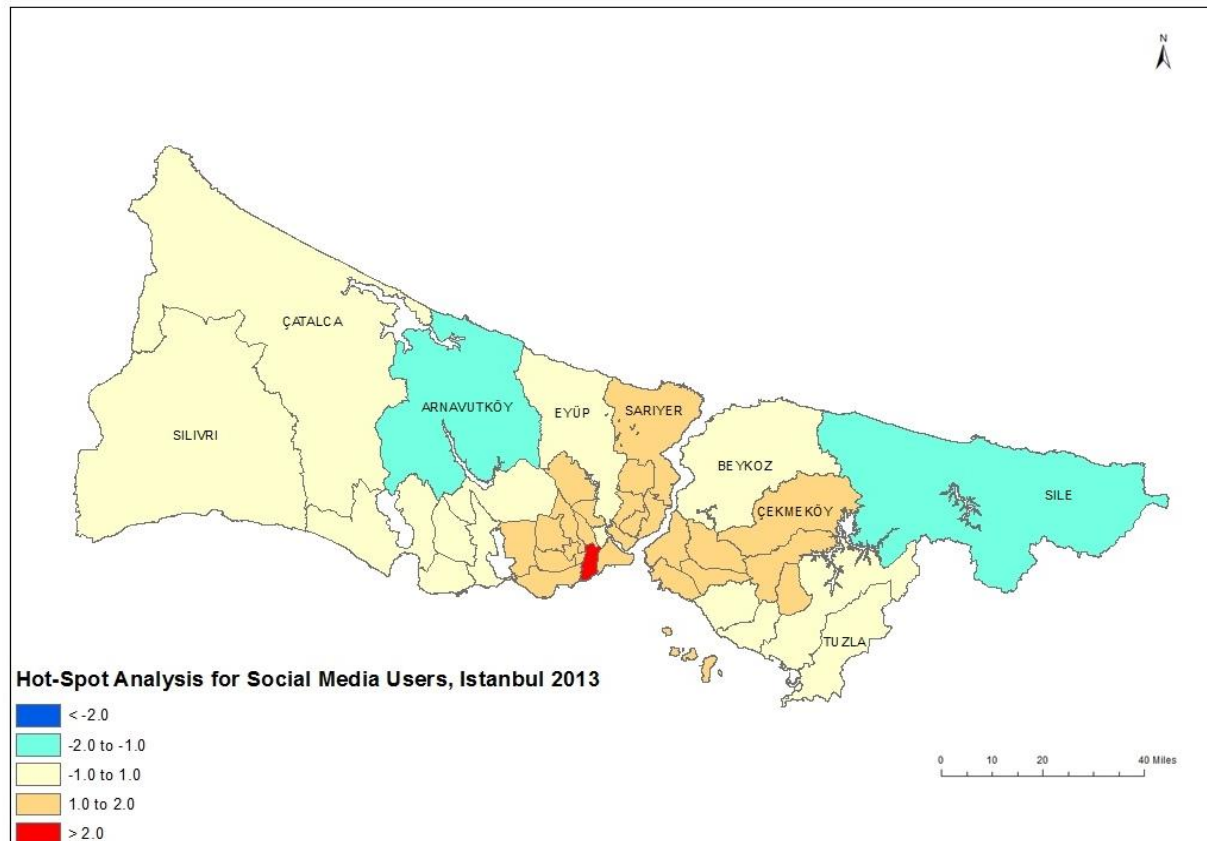 N
ÇATALCA
ARNAVUTKÖY
EYÜP
SARIYER
SILIVRI
BEYKOZ
ÇEKMEKÖY
SILE
TUZLA
Hot-Spot Analysis for Social Media Users, Istanbul 2013
< -2.0
-2.0 to -1.0
-1.0 to 1.0
1.0 to 2.0
> 2.0
0 10 20 40 Miles